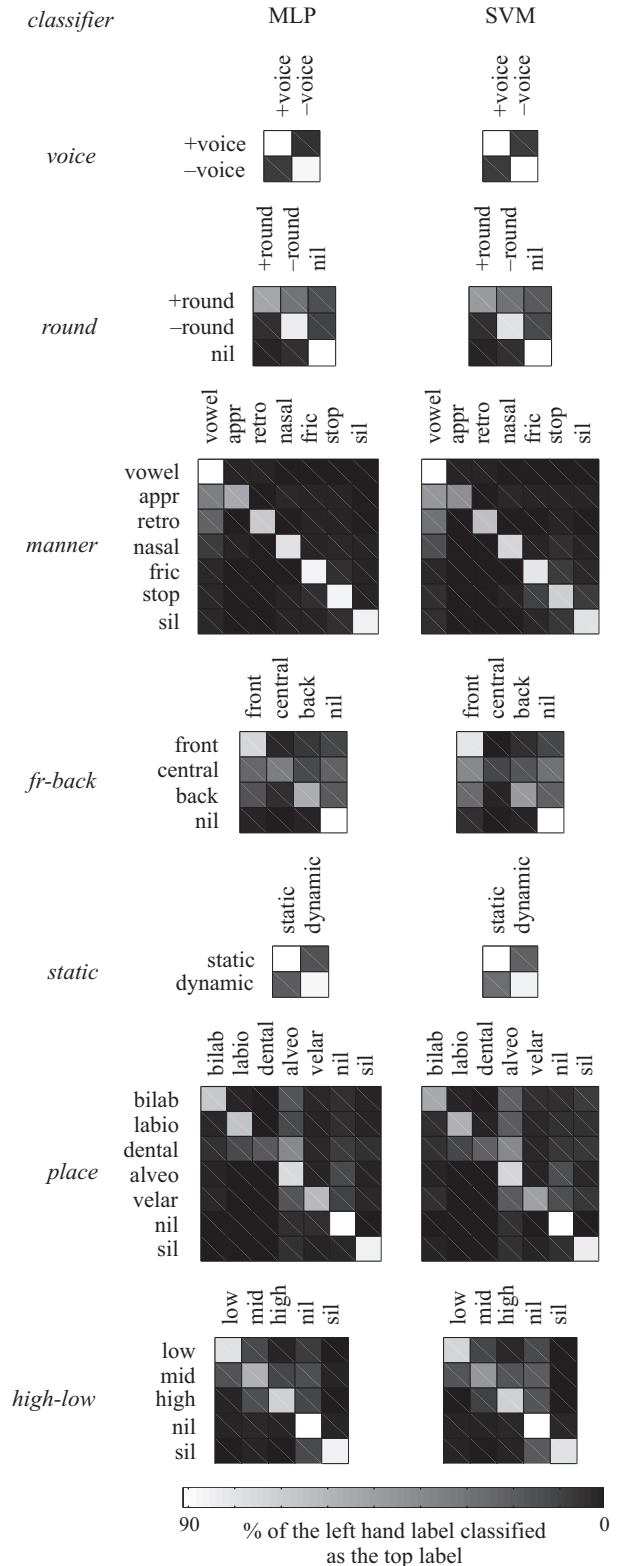 classifier MLP SVM
+voice –voice +voice –voice
voice
+voice
–voice
+round –round nil +round –round nil
round
+round
–round
nil
vowel appr retro nasal fric stop sil vowel appr retro nasal fric stop sil
manner
vowel
appr
retro
nasal
fric
stop
sil
front central back nil front central back nil
fr-back
front
central
back
nil
static dynamic static dynamic
static
static
dynamic
bilab labio dental alveo velar nil sil bilab labio dental alveo velar nil sil
place
bilab
labio
dental
alveo
velar
nil
sil
low mid high nil sil low mid high nil sil
high-low
low
mid
high
nil
sil
90 0
% of the left hand label classified
as the top label